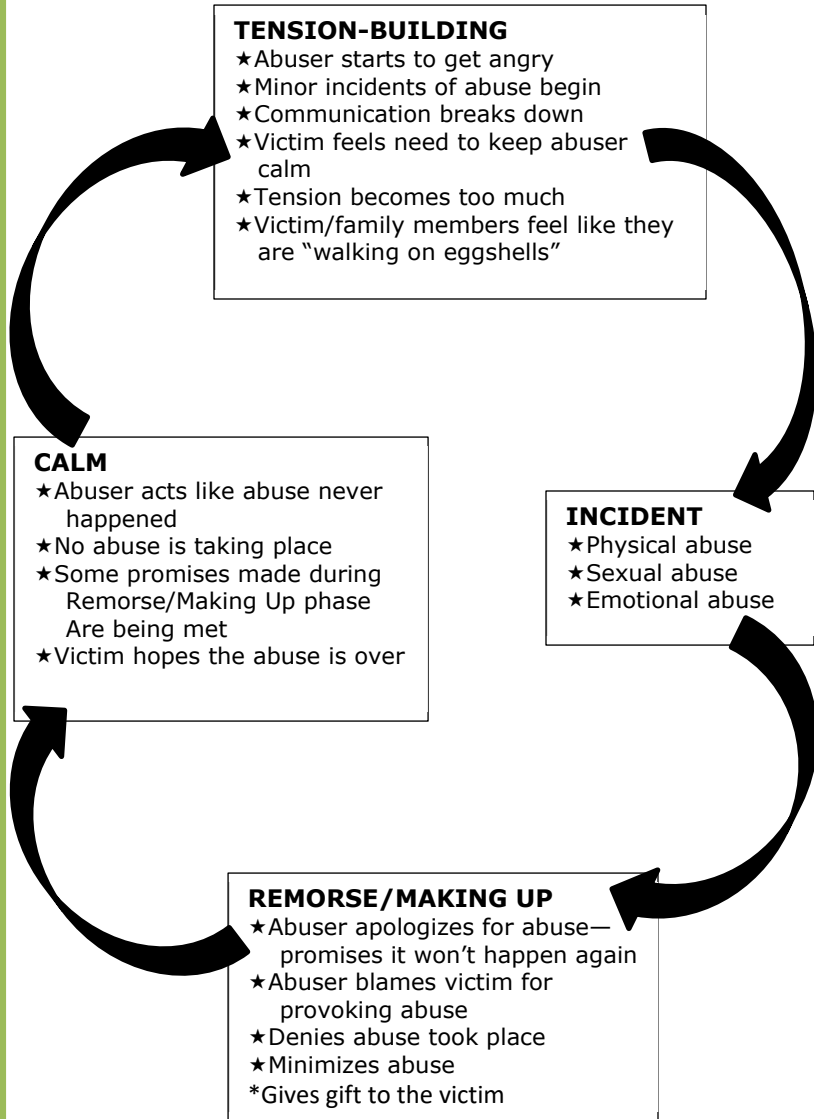 TENSION-BUILDING
★Abuser starts to get angry
★Minor incidents of abuse begin
★Communication breaks down
★Victim feels need to keep abuser
calm
★Tension becomes too much
★Victim/family members feel like they
are “walking on eggshells”
CALM
★Abuser acts like abuse never
happened
★No abuse is taking place
★Some promises made during
Remorse/Making Up phase
Are being met
★Victim hopes the abuse is over
INCIDENT
★Physical abuse
★Sexual abuse
★Emotional abuse
REMORSE/MAKING UP
★Abuser apologizes for abuse—
promises it won’t happen again
★Abuser blames victim for
provoking abuse
★Denies abuse took place
★Minimizes abuse
*Gives gift to the victim